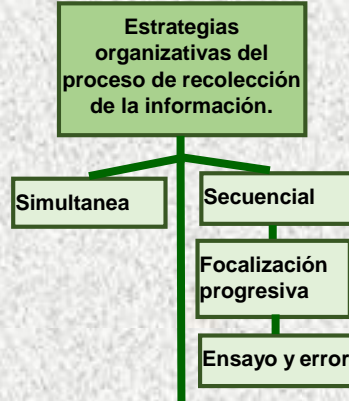 Estrategias
organizativas del
proceso de recolección
de la información.
Simultanea
Secuencial
Focalización
progresiva
Ensayo y error